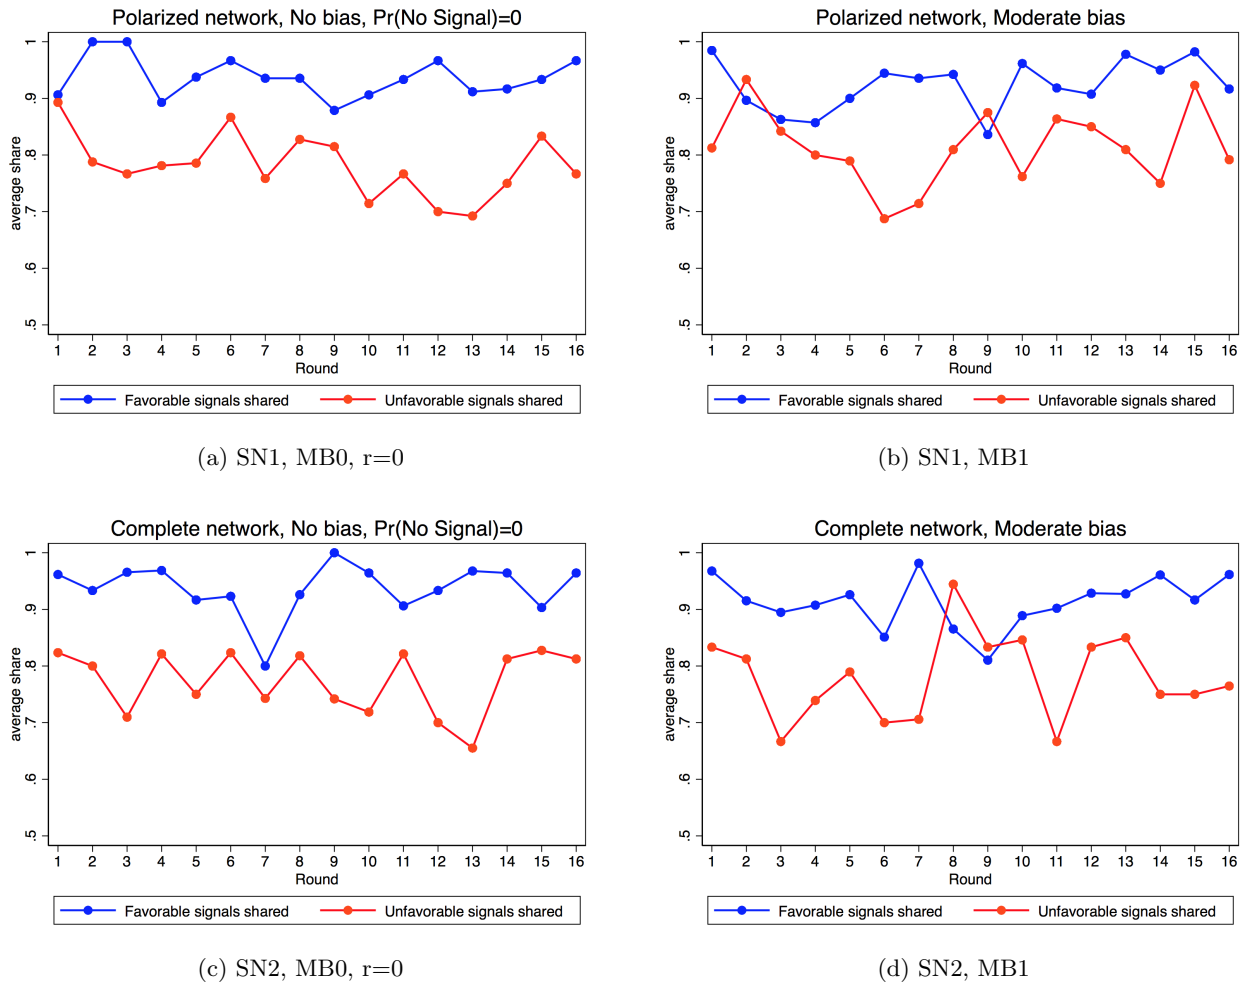 Polarized network, No bias, Pr(No Signal)=0
average share
1
.9
.8
.7
.6
.5
1 2 3 4 5 6 7 8 9 10 11 12 13 14 15 16
Round
Favorable signals shared Unfavorable signals shared
(a) SN1, MB0, r=0
Polarized network, Moderate bias
average share
1
.9
.8
.7
.6
.5
1 2 3 4 5 6 7 8 9 10 11 12 13 14 15 16
Round
Favorable signals shared Unfavorable signals shared
(b) SN1, MB1
Complete network, No bias, Pr(No Signal)=0
average share
1
.9
.8
.7
.6
.5
1 2 3 4 5 6 7 8 9 10 11 12 13 14 15 16
Round
Favorable signals shared Unfavorable signals shared
(c) SN2, MB0, r=0
Complete network, Moderate bias
average share
1
.9
.8
.7
.6
.5
1 2 3 4 5 6 7 8 9 10 11 12 13 14 15 16
Round
Favorable signals shared Unfavorable signals shared
(d) SN2, MB1